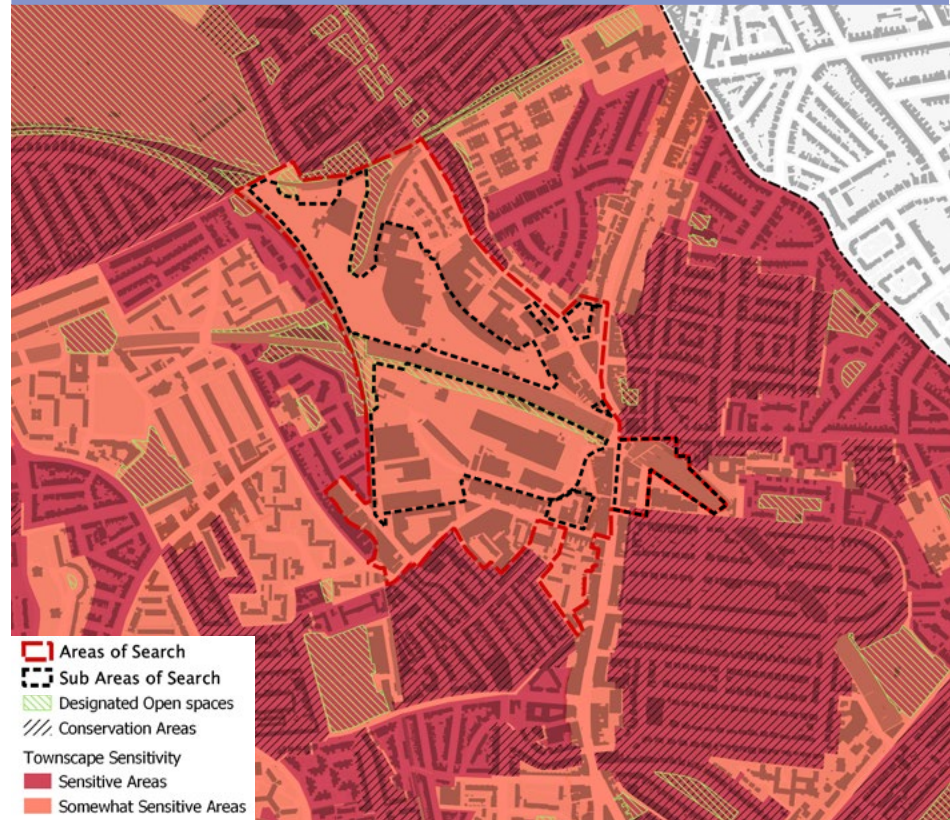 Areas of Search
Sub Areas of Search
Designated Open spaces
Conservation Areas
Townscape Sensitivity
Sensitive Areas
Somewhat Sensitive Areas